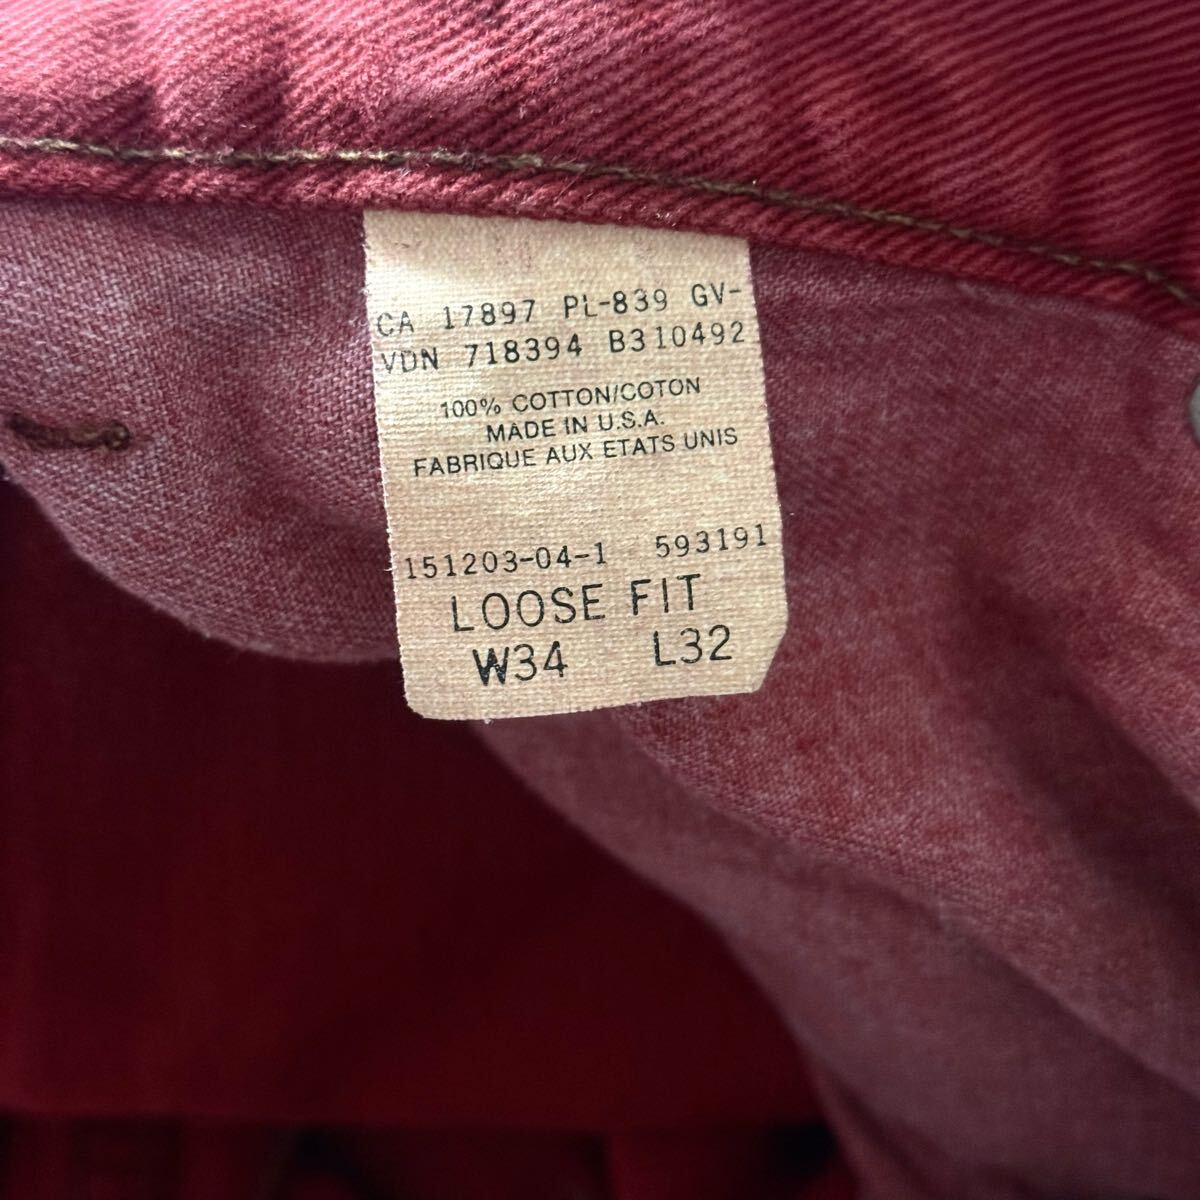 CA 17897 PL-839 GV-
VDN 718394 B310492
100% COTTON/COTON
MADE IN U.S.A.
FABRIQUE AUX ETATS UNIS
151203-04-1 593191
LOOSE FIT
W34 L32